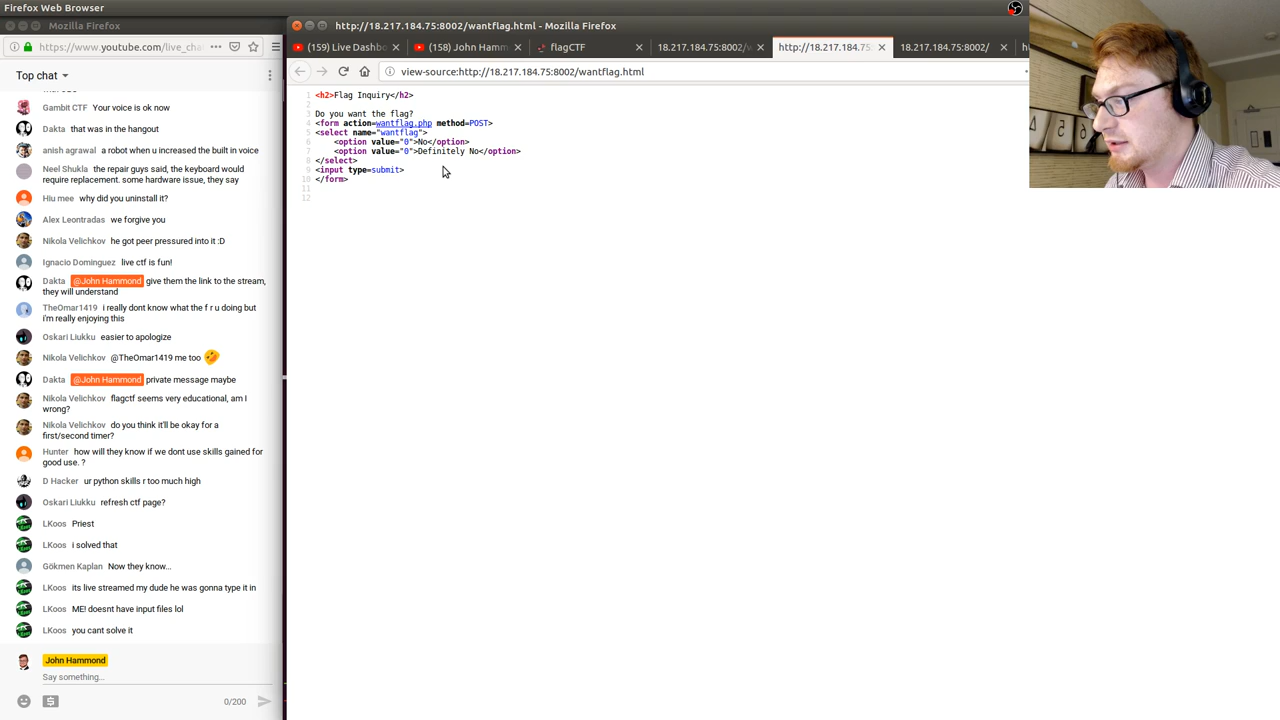 Firefox Web Browser
Mozilla Firefox
http://18.217.184.75:8002/wantflag.html - Mozilla Firefox
https://www.youtube.com/live_chat
(159) Live Dashbo
(158) John Hamm
flagCTF
18.217.184.75:8002/w
http://18.217.184.75:
18.217.184.75:8002/
view-source:http://18.217.184.75:8002/wantflag.html
Top chat
Gambit CTF Your voice is ok now
Dakta that was in the hangout
anish agrawal a robot when u increased the built in voice
Neel Shukla the repair guys said, the keyboard would
require replacement. some hardware issue, they say
Hiu mee why did you uninstall it?
Alex Leontradas we forgive you
Nikola Velichkov he got peer pressured into it :D
Ignacio Dominguez live ctf is fun!
Dakta @John Hammond give them the link to the stream,
they will understand
TheOmar1419 i really dont know what the f r u doing but
i'm really enjoying this
Oskari Liukku easier to apologize
Nikola Velichkov @TheOmar1419 me too
Dakta @John Hammond private message maybe
Nikola Velichkov flagctf seems very educational, am I
wrong?
Nikola Velichkov do you think it'll be okay for a
first/second timer?
Hunter how will they know if we dont use skills gained for
good use. ?
D Hacker ur python skills r too much high
Oskari Liukku refresh ctf page?
LKoos Priest
LKoos i solved that
Gökmen Kaplan Now they know...
LKoos its live streamed my dude he was gonna type it in
LKoos ME! doesnt have input files lol
LKoos you cant solve it
John Hammond
Say something...
0/200
1 <h2>Flag Inquiry</h2>
2
3 Do you want the flag?
4 <form action=wantflag.php method=POST>
5 <select name="wantflag">
6 <option value="0">No</option>
7 <option value="0">Definitely No</option>
8 </select>
9 <input type=submit>
10 </form>
11
12